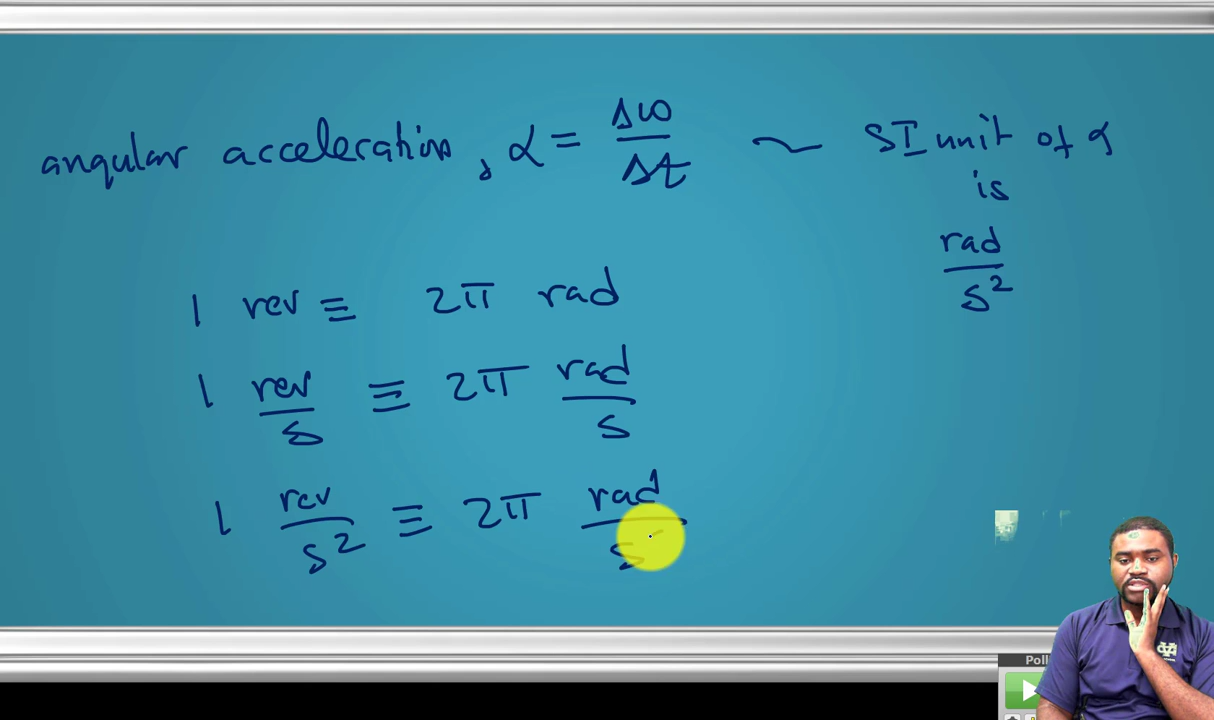 angular acceleration, α = Δω/Δt ~ SI unit of α
is
rad/s²
1 rev ≡ 2π rad
1 rev/s ≡ 2π rad/s
1 rev/s² ≡ 2π rad/s
Poll